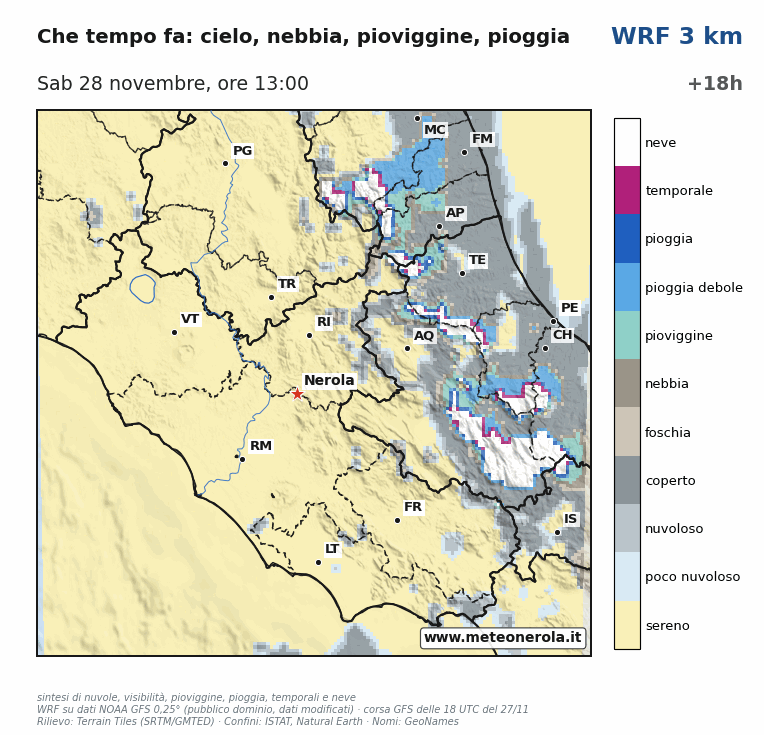 Che tempo fa: cielo, nebbia, pioviggine, pioggia
WRF 3 km
Sab 28 novembre, ore 13:00
+18h
MC
FM
PG
AP
TE
TR
PE
VT
RI
AQ
CH
Nerola
RM
FR
IS
LT
www.meteonerola.it
neve
temporale
pioggia
pioggia debole
pioviggine
nebbia
foschia
coperto
nuvoloso
poco nuvoloso
sereno
sintesi di nuvole, visibilità, pioviggine, pioggia, temporali e neve
WRF su dati NOAA GFS 0,25° (pubblico dominio, dati modificati) · corsa GFS delle 18 UTC del 27/11
Rilievo: Terrain Tiles (SRTM/GMTED) · Confini: ISTAT, Natural Earth · Nomi: GeoNames